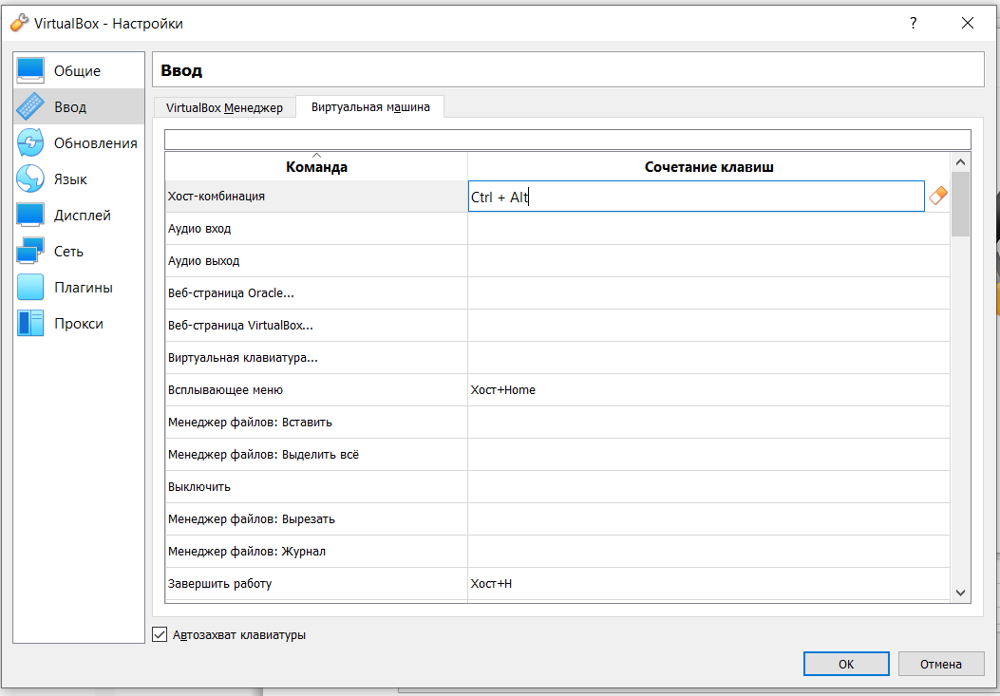 VirtualBox - Настройки
?
Общие
Ввод
Обновления
Язык
Дисплей
Сеть
Плагины
Прокси
Ввод
VirtualBox Менеджер
Виртуальная машина
Команда Сочетание клавиш
Хост-комбинация Ctrl + Alt
Аудио вход
Аудио выход
Веб-страница Oracle...
Веб-страница VirtualBox...
Виртуальная клавиатура...
Всплывающее меню Хост+Home
Менеджер файлов: Вставить
Менеджер файлов: Выделить всё
Выключить
Менеджер файлов: Вырезать
Менеджер файлов: Журнал
Завершить работу Хост+H
Автозахват клавиатуры
OK
Отмена